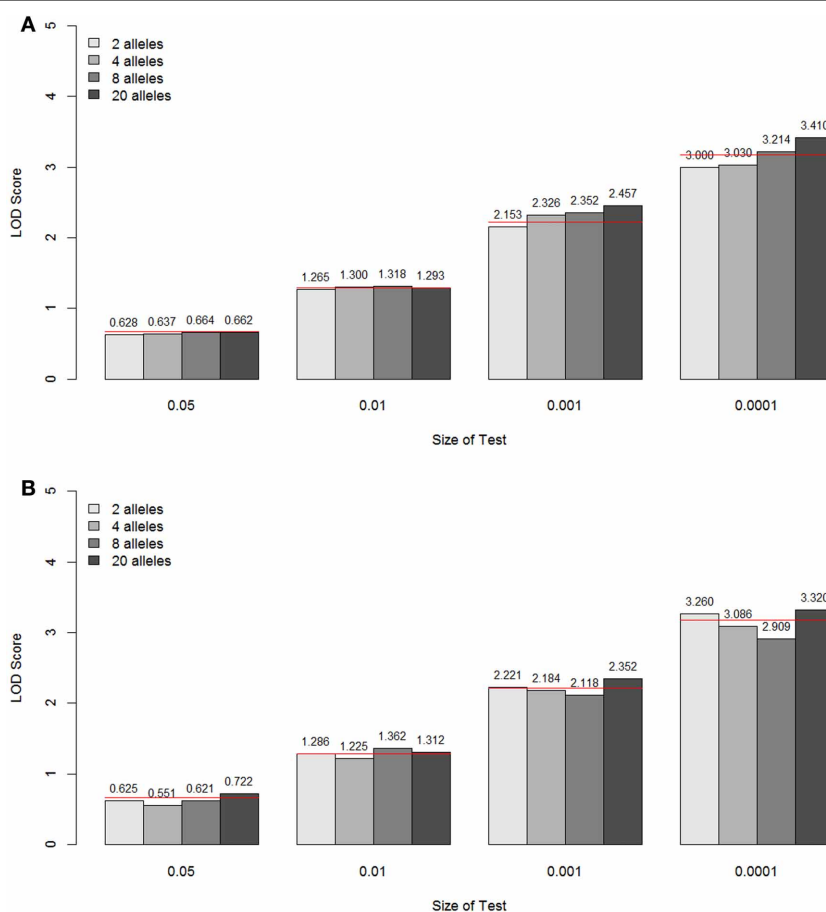 A
5
2 alleles
4 alleles
8 alleles
20 alleles
4
3
2
1
0
LOD Score
0.628 0.637 0.664 0.662
1.265 1.300 1.318 1.293
2.153 2.326 2.352 2.457
3.000 3.030 3.214 3.410
0.05 0.01 0.001 0.0001
Size of Test
B
5
2 alleles
4 alleles
8 alleles
20 alleles
4
3
2
1
0
LOD Score
0.625 0.551 0.621 0.722
1.286 1.225 1.362 1.312
2.221 2.184 2.118 2.352
3.260 3.086 2.909 3.320
0.05 0.01 0.001 0.0001
Size of Test